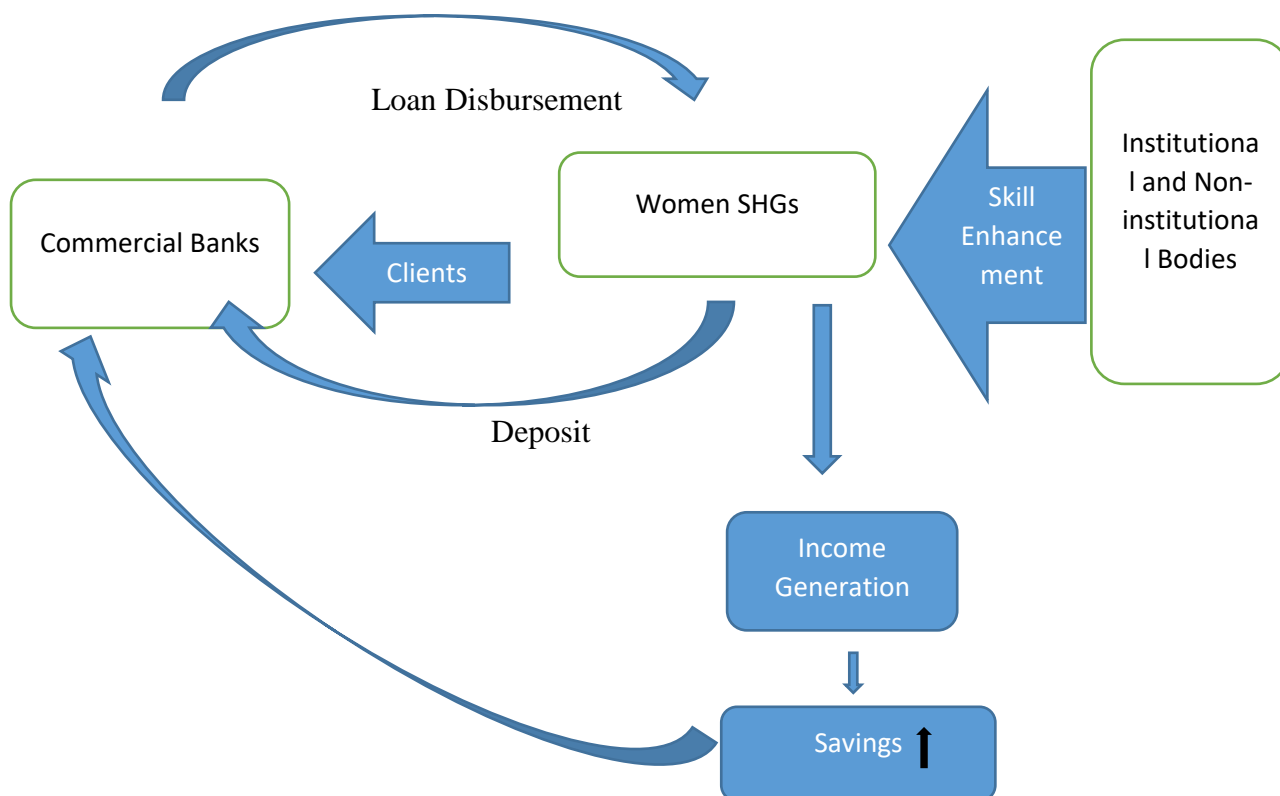 Loan Disbursement
Commercial Banks
Clients
Women SHGs
Skill
Enhance
ment
Institutiona
l and Non-
institutiona
l Bodies
Deposit
Income
Generation
Savings